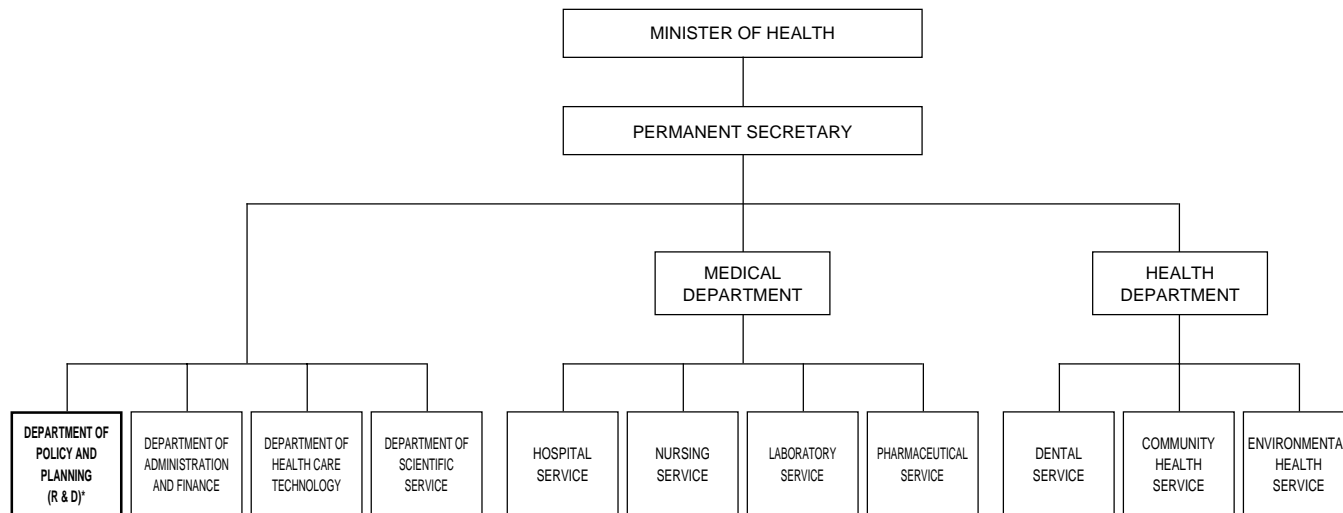 MINISTER OF HEALTH
PERMANENT SECRETARY
MEDICAL
DEPARTMENT
HEALTH
DEPARTMENT
DEPARTMENT OF
POLICY AND
PLANNING
(R & D)*
DEPARTMENT OF
ADMINISTRATION
AND FINANCE
DEPARTMENT OF
HEALTH CARE
TECHNOLOGY
DEPARTMENT OF
SCIENTIFIC
SERVICE
HOSPITAL
SERVICE
NURSING
SERVICE
LABORATORY
SERVICE
PHARMACEUTICAL
SERVICE
DENTAL
SERVICE
COMMUNITY
HEALTH
SERVICE
ENVIRONMENTA
HEALTH
SERVICE